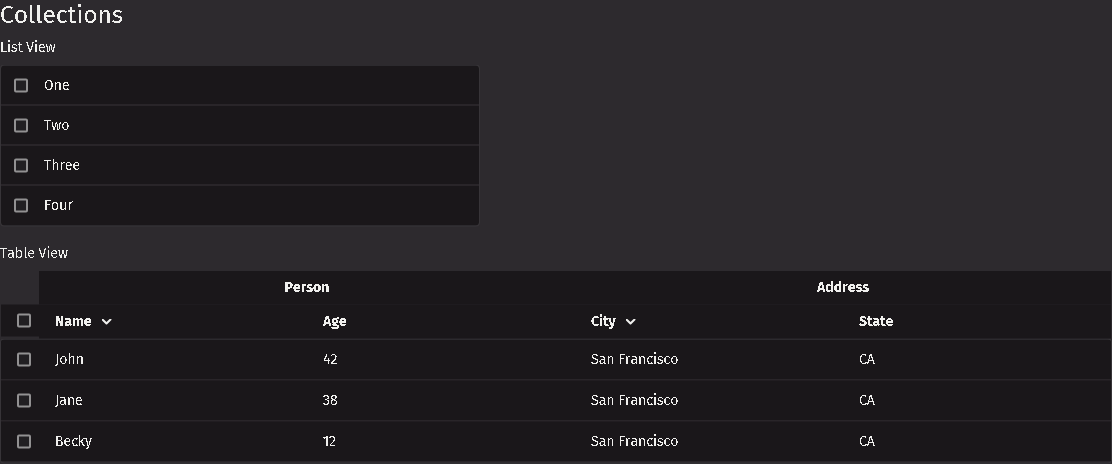 Collections
List View
One
Two
Three
Four
Table View
Person Address
Name Age City State
John 42 San Francisco CA
Jane 38 San Francisco CA
Becky 12 San Francisco CA